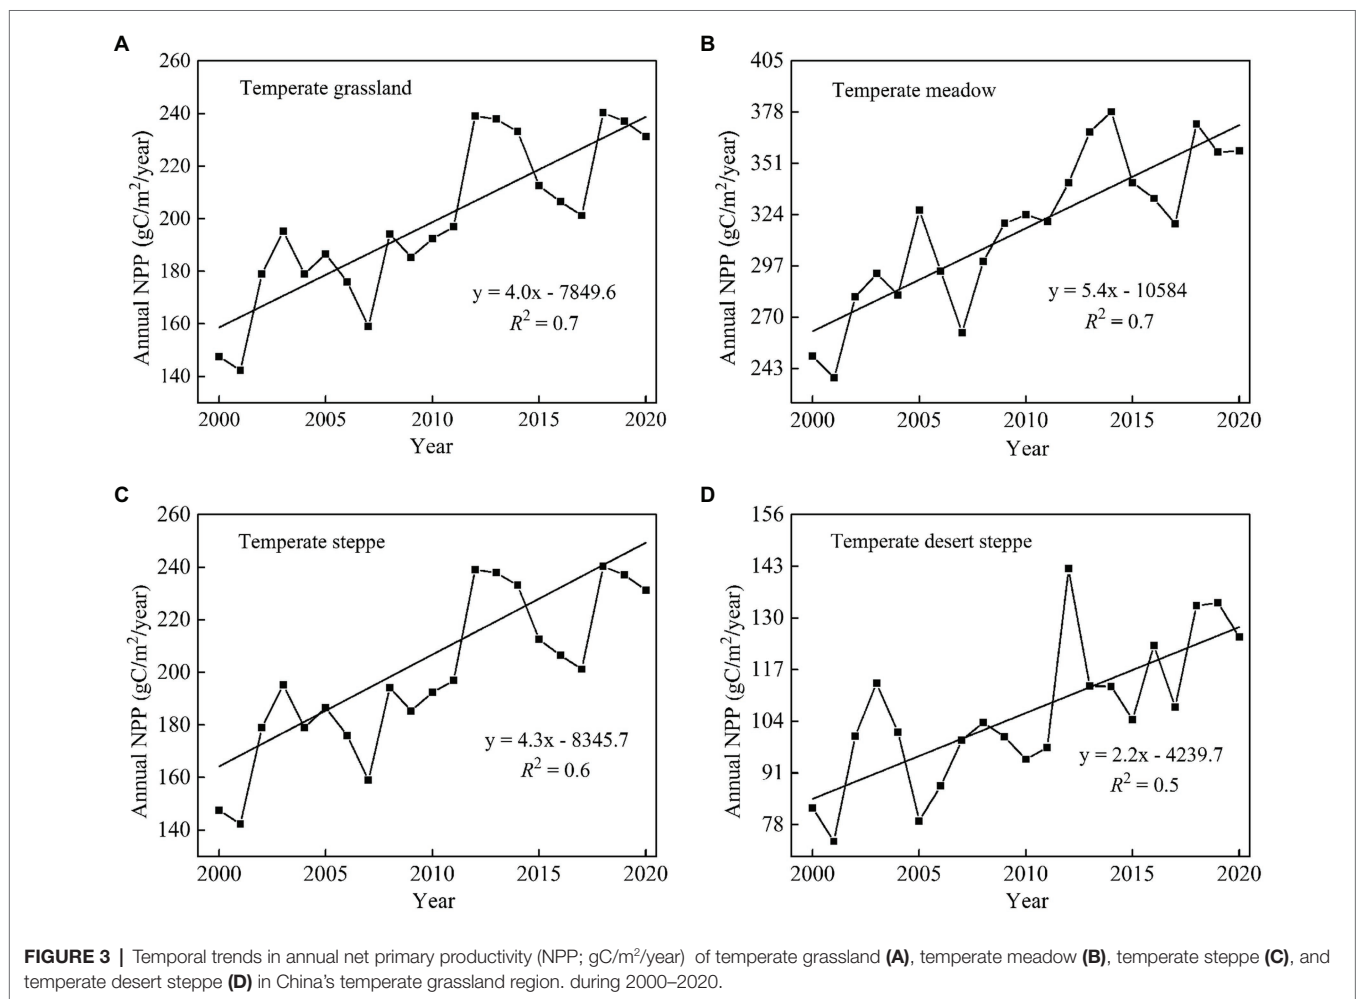 A
Temperate grassland
Annual NPP (gC/m²/year)
260
240
220
200
180
160
140
y = 4.0x - 7849.6
R² = 0.7
2000 2005 2010 2015 2020
Year
B
Temperate meadow
Annual NPP (gC/m²/year)
405
378
351
324
297
270
243
y = 5.4x - 10584
R² = 0.7
2000 2005 2010 2015 2020
Year
C
Temperate steppe
Annual NPP (gC/m²/year)
260
240
220
200
180
160
140
y = 4.3x - 8345.7
R² = 0.6
2000 2005 2010 2015 2020
Year
D
Temperate desert steppe
Annual NPP (gC/m²/year)
156
143
130
117
104
91
78
y = 2.2x - 4239.7
R² = 0.5
2000 2005 2010 2015 2020
Year
FIGURE 3 | Temporal trends in annual net primary productivity (NPP; gC/m²/year) of temperate grassland (A), temperate meadow (B), temperate steppe (C), and
temperate desert steppe (D) in China's temperate grassland region. during 2000–2020.